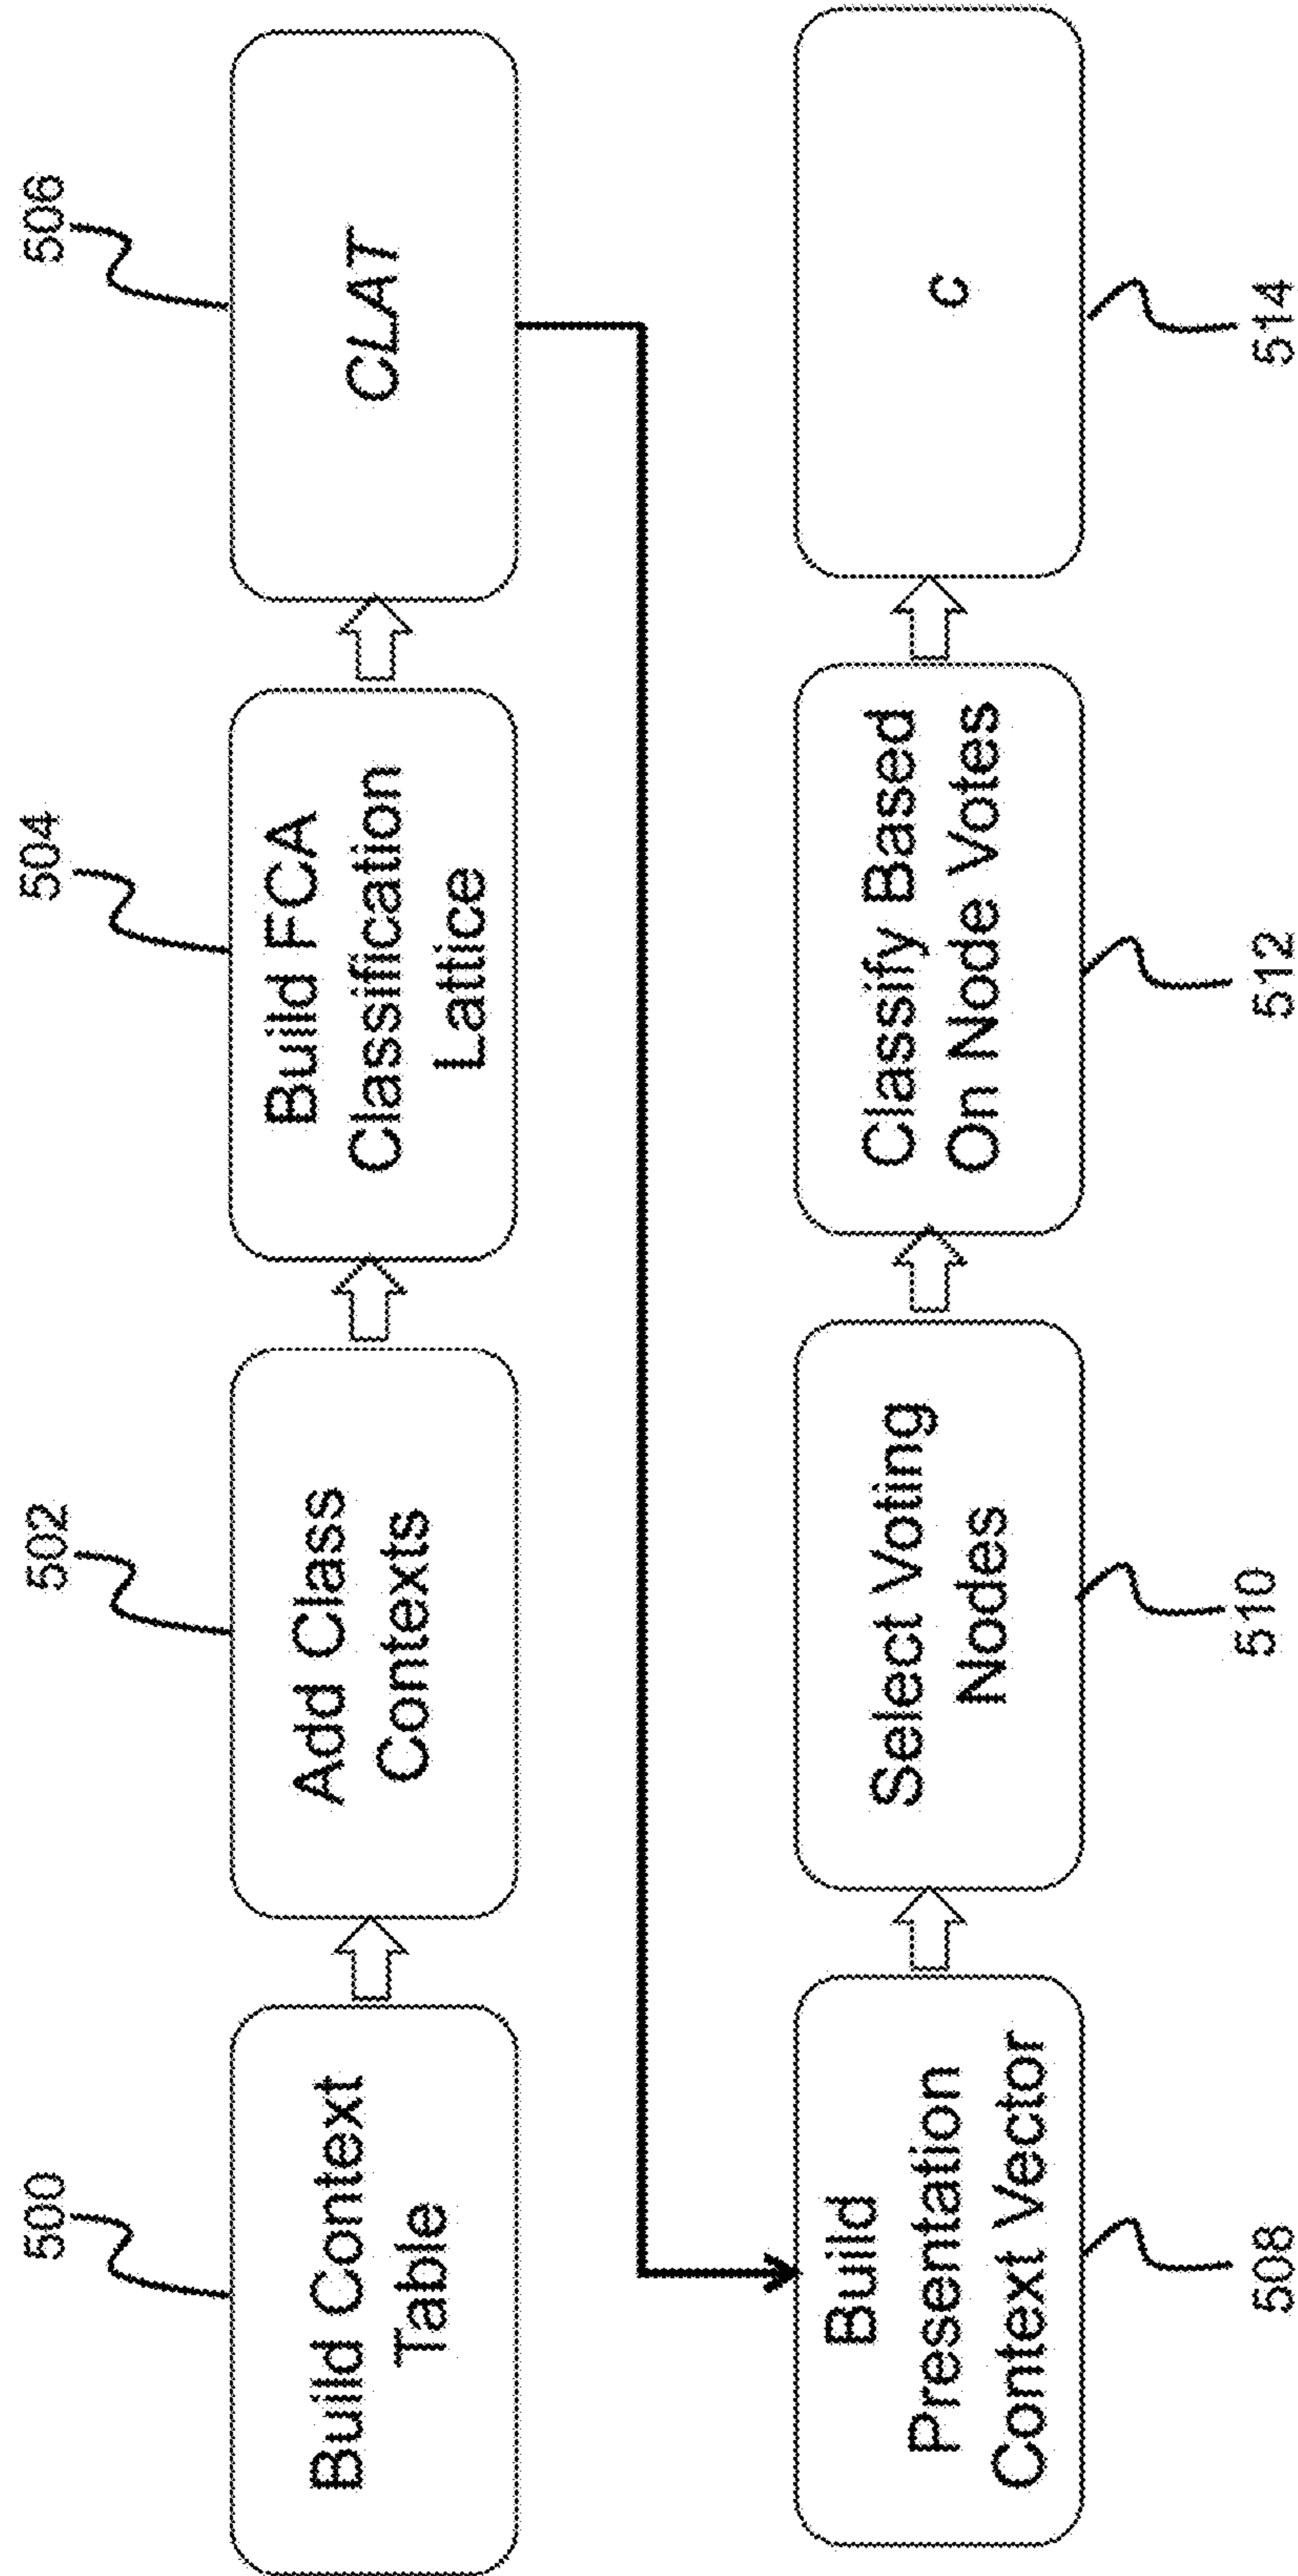 500
502
504
506
Build Context
Table
Add Class
Contexts
Build FCA
Classification
Lattice
CLAT
Build
Presentation
Context Vector
Select Voting
Nodes
Classify Based
On Node Votes
c
508
510
512
514